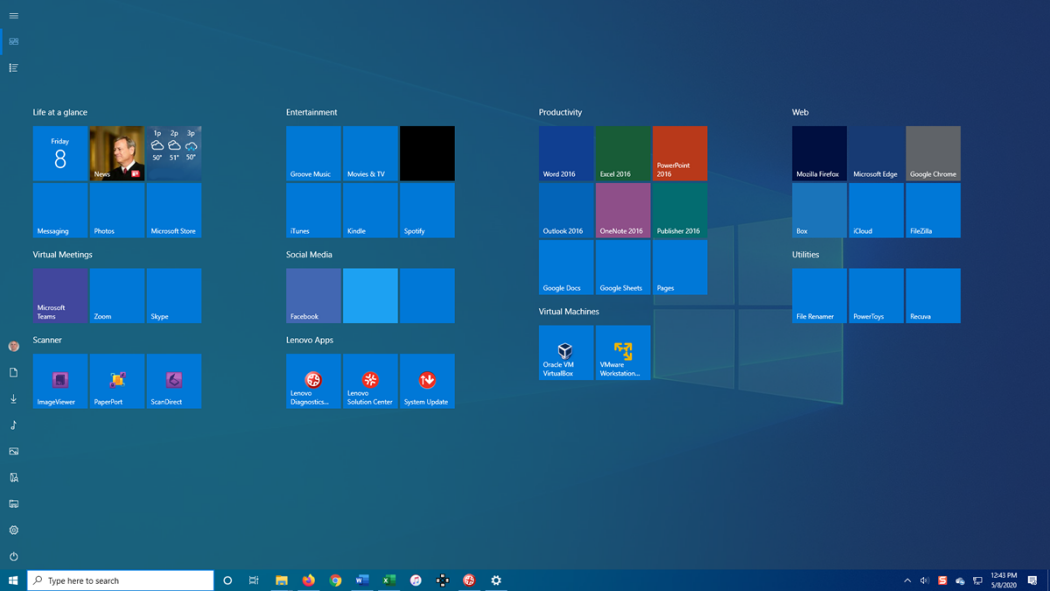 Life at a glance
Entertainment
Productivity
Web
Friday
8
News
1p 2p 3p
50° 51° 50°
Groove Music
Movies & TV
Word 2016
Excel 2016
PowerPoint
2016
Mozilla Firefox
Microsoft Edge
Google Chrome
Messaging
Photos
Microsoft Store
iTunes
Kindle
Spotify
Outlook 2016
OneNote 2016
Publisher 2016
Box
iCloud
FileZilla
Virtual Meetings
Social Media
Utilities
Microsoft
Teams
Zoom
Skype
Facebook
Google Docs
Google Sheets
Pages
File Renamer
PowerToys
Recuva
Virtual Machines
Scanner
Lenovo Apps
Oracle VM
VirtualBox
VMware
Workstation...
ImageViewer
PaperPort
ScanDirect
Lenovo
Diagnostics...
Lenovo
Solution Center
System Update
Type here to search
12:43 PM
5/8/2020